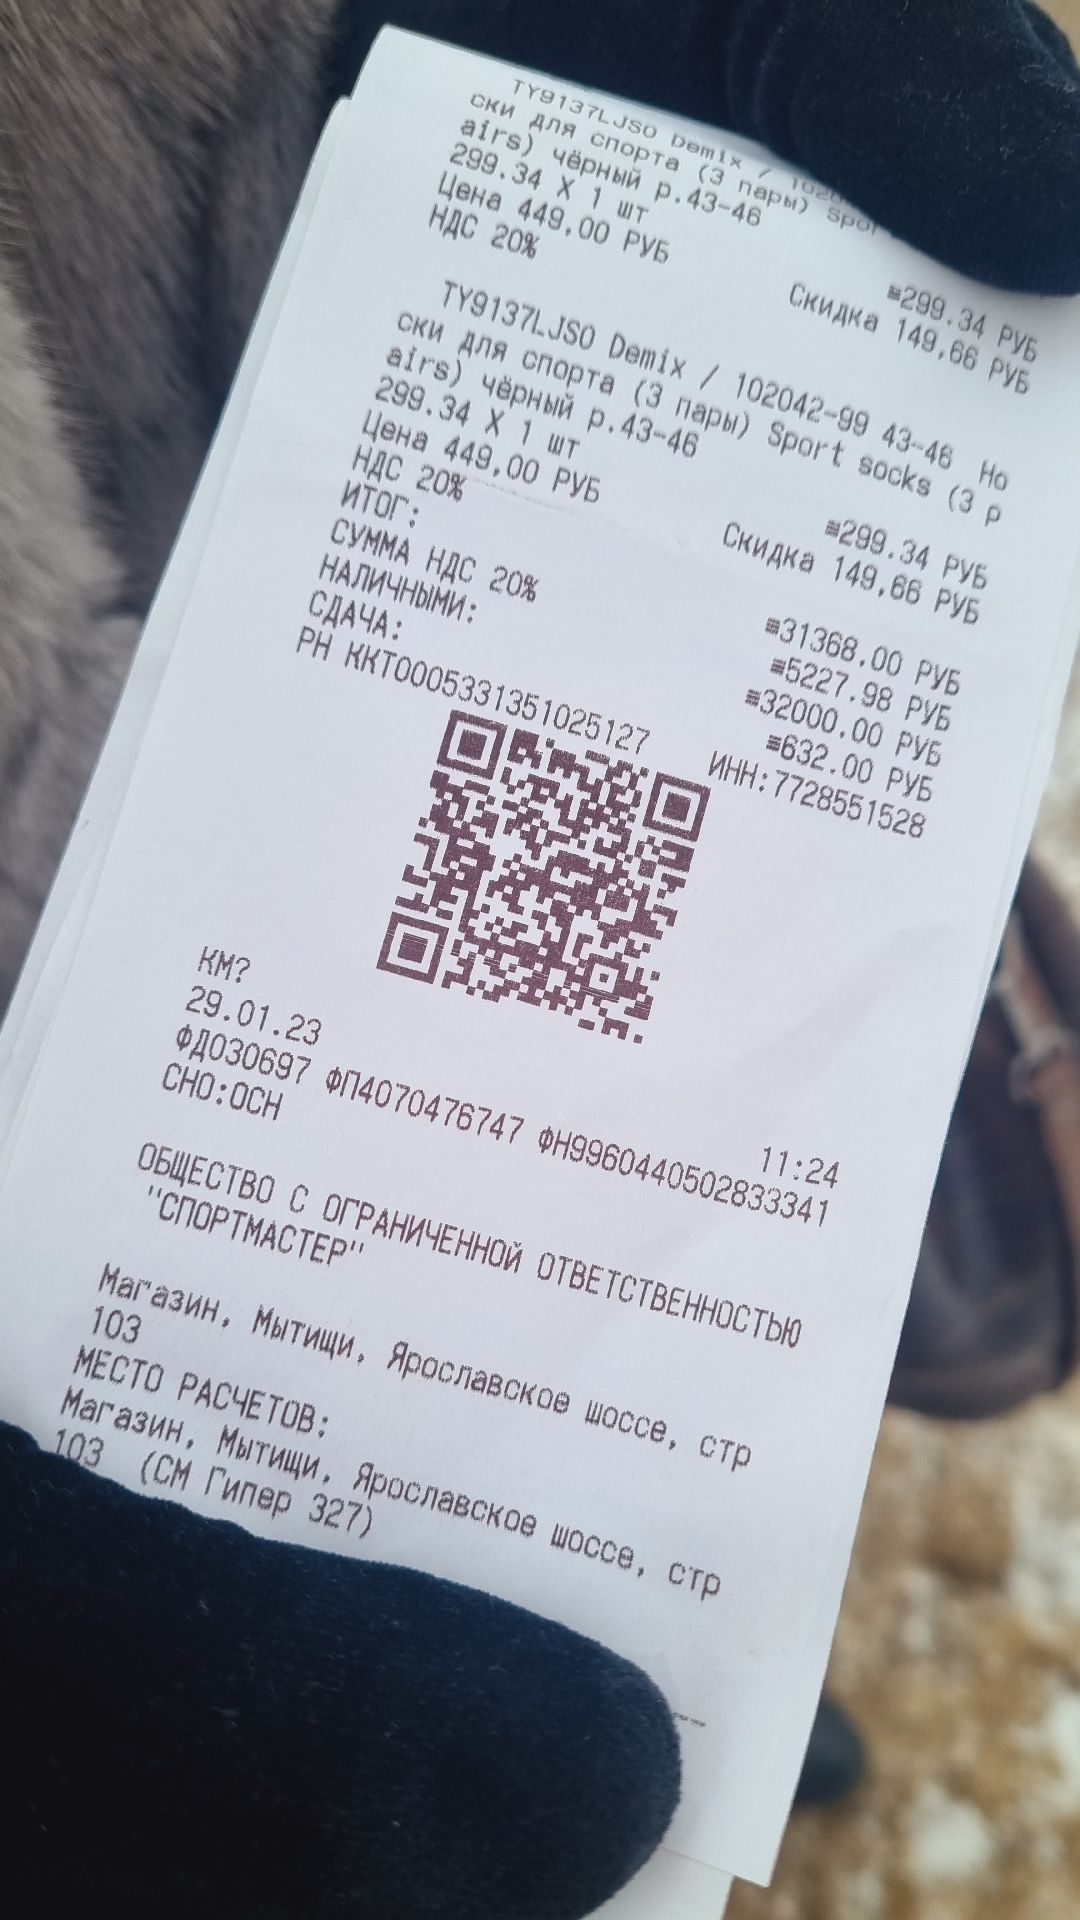 TY9137LJS0 Demix / 1020
ски для спорта (3 пары) Spor
airs) чёрный р.43-46
299.34 X 1 шт
Цена 449,00 РУБ
НДС 20%
≡299.34 РУБ
Скидка 149,66 РУБ
TY9137LJS0 Demix / 102042-99 43-46 Но
ски для спорта (3 пары) Sport socks (3 p
airs) чёрный р.43-46
299.34 X 1 шт
Цена 449,00 РУБ
≡299.34 РУБ
НДС 20%
Скидка 149,66 РУБ
ИТОГ: ≡31368.00 РУБ
СУММА НДС 20% ≡5227.98 РУБ
НАЛИЧНЫМИ: ≡32000.00 РУБ
СДАЧА: ≡632.00 РУБ
РН ККТ0005331351025127 ИНН:7728551528
КМ?
29.01.23 11:24
ФД030697 ФП4070476747 ФН9960440502833341
СНО:ОСН
ОБЩЕСТВО С ОГРАНИЧЕННОЙ ОТВЕТСТВЕННОСТЬЮ
"СПОРТМАСТЕР"
Магазин, Мытищи, Ярославское шоссе, стр
103
МЕСТО РАСЧЕТОВ:
Магазин, Мытищи, Ярославское шоссе, стр
103 (СМ Гипер 327)